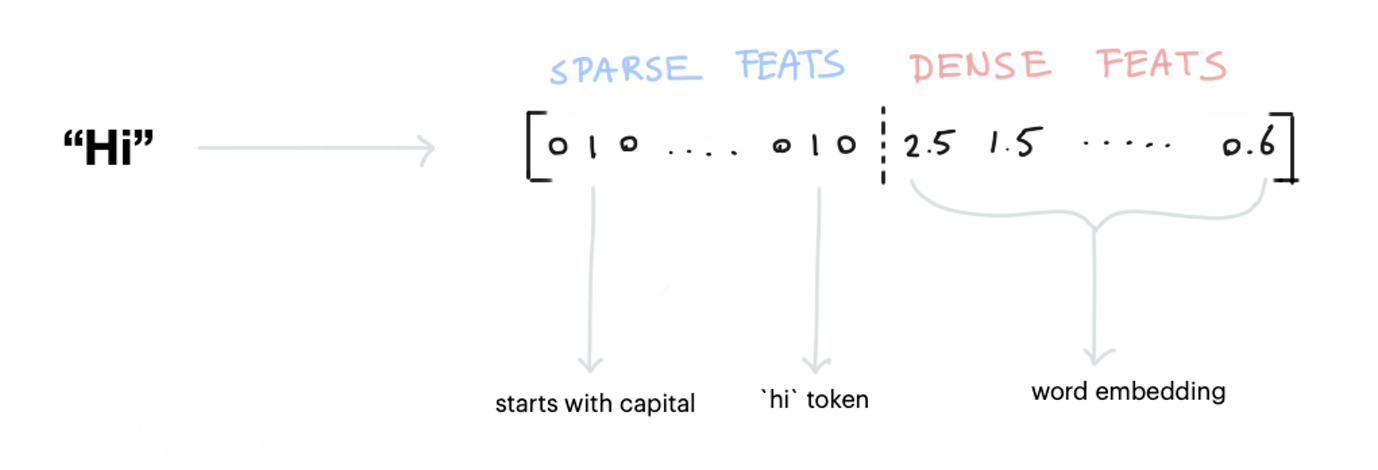 SPARSE FEATS DENSE FEATS
“Hi” [0 1 0 .... 0 1 0 ¦ 2.5 1.5 ..... 0.6]
starts with capital `hi` token word embedding